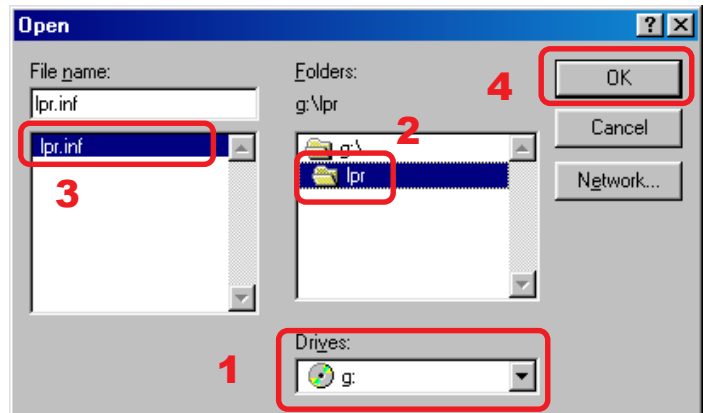 Open
File name:
lpr.inf
lpr.inf
3
Folders:
g:\lpr
2
g:\
lpr
4
OK
Cancel
Network...
1
Drives:
g: